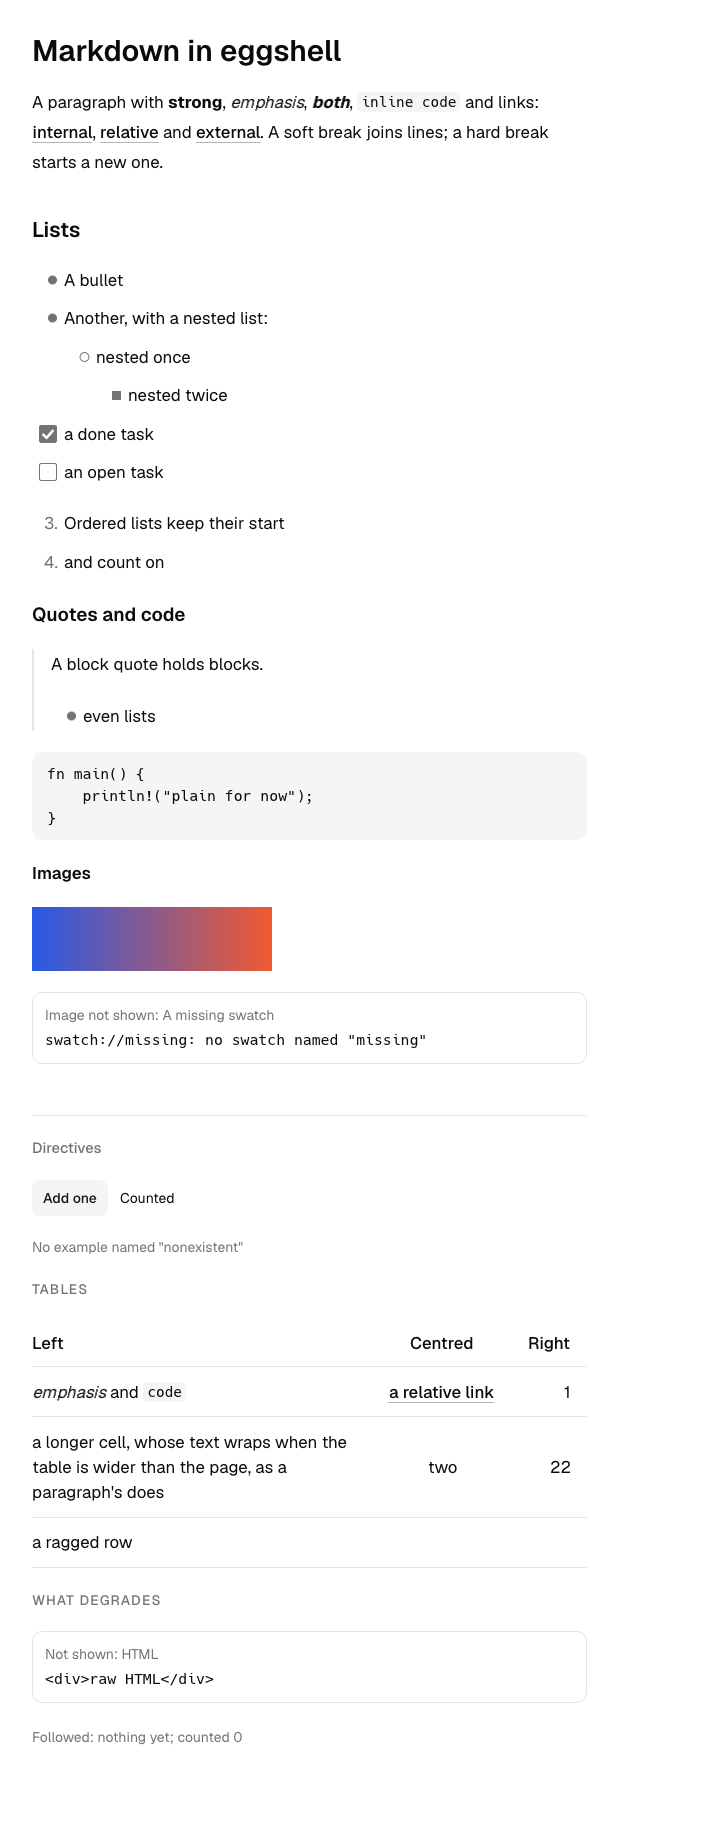 Markdown in eggshell
A paragraph with strong, emphasis, both, inline code and links:
internal, relative and external. A soft break joins lines; a hard break
starts a new one.
Lists
A bullet
Another, with a nested list:
nested once
nested twice
a done task
an open task
3. Ordered lists keep their start
4. and count on
Quotes and code
A block quote holds blocks.
even lists
fn main() {
    println!("plain for now");
}
Images
Image not shown: A missing swatch
swatch://missing: no swatch named "missing"
Directives
Add one Counted
No example named "nonexistent"
TABLES
Left Centred Right
emphasis and code a relative link 1
a longer cell, whose text wraps when the
table is wider than the page, as a two 22
paragraph's does
a ragged row
WHAT DEGRADES
Not shown: HTML
<div>raw HTML</div>
Followed: nothing yet; counted 0